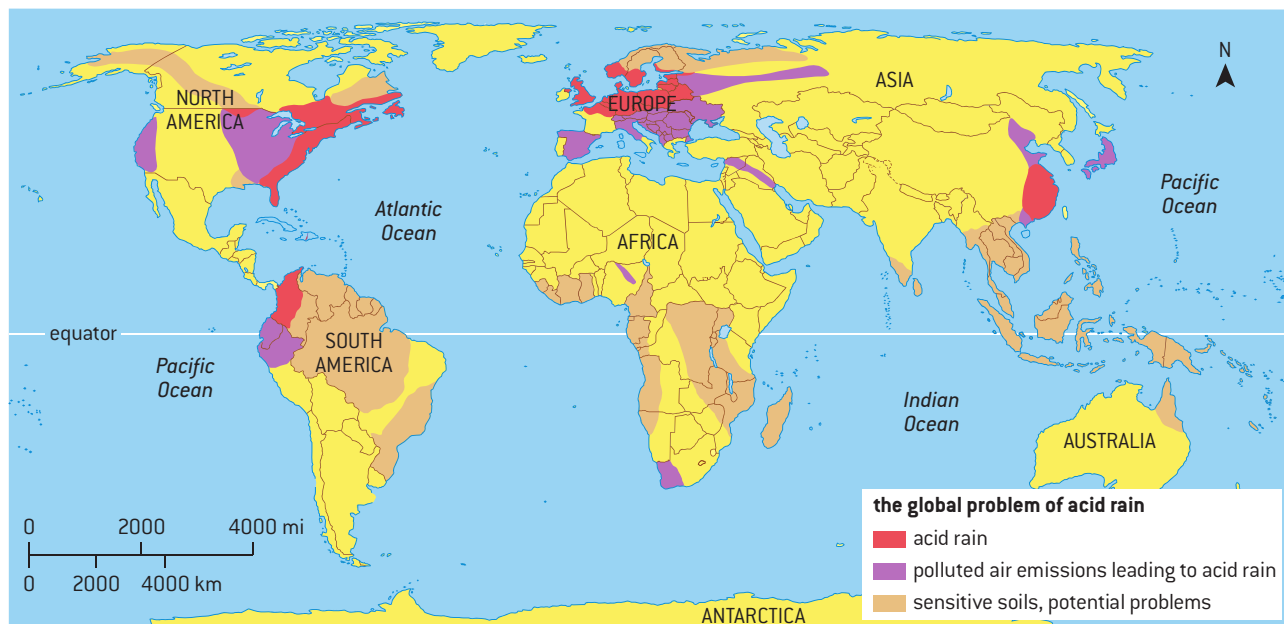 N
ASIA
NORTH
AMERICA
EUROPE
Pacific
Ocean
Atlantic
Ocean
AFRICA
equator
SOUTH
AMERICA
Pacific
Ocean
Indian
Ocean
AUSTRALIA
0 2000 4000 mi
0 2000 4000 km
the global problem of acid rain
acid rain
polluted air emissions leading to acid rain
sensitive soils, potential problems
ANTARCTICA